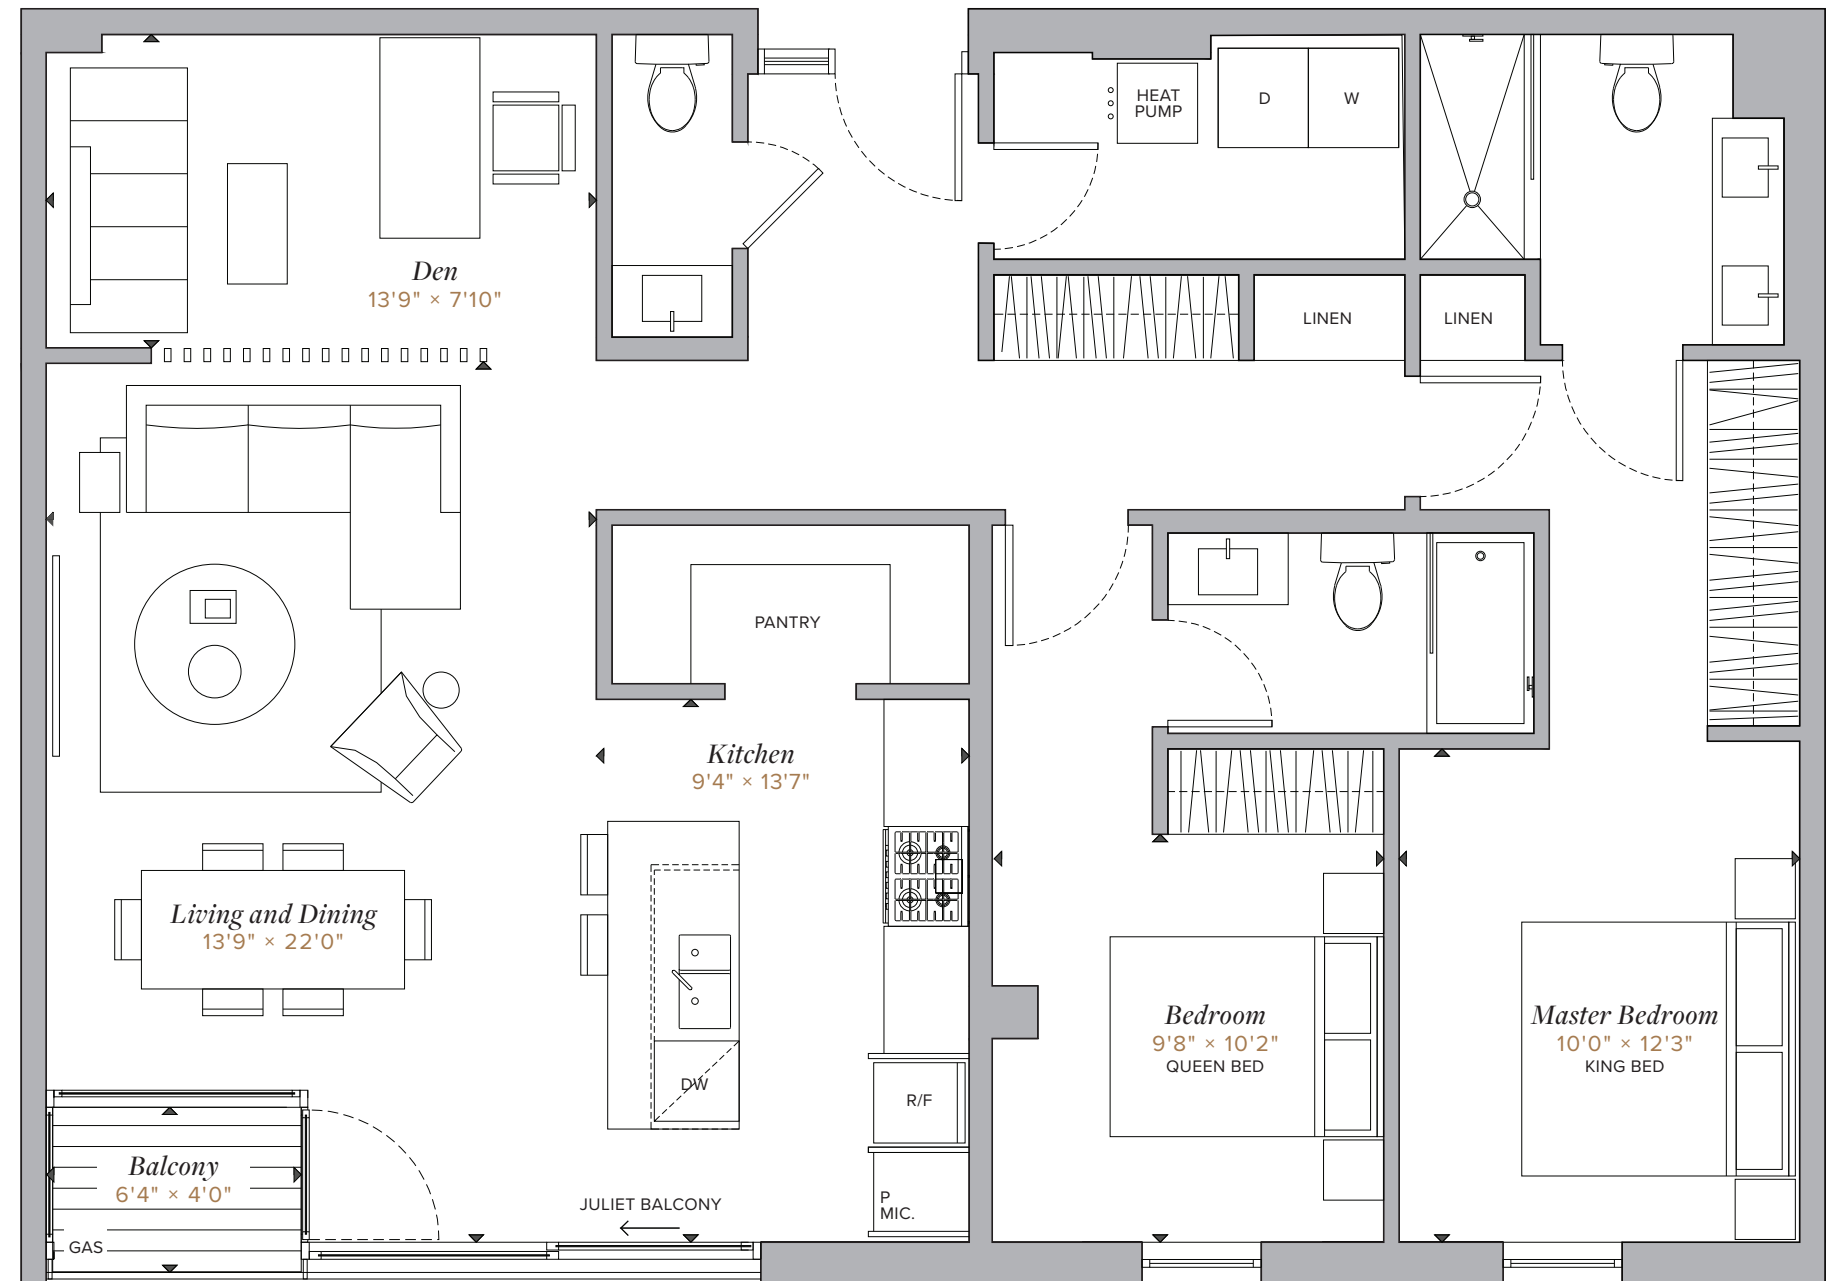 HEAT
PUMP
D
W
Den
13'9" × 7'10"
LINEN
LINEN
PANTRY
Kitchen
9'4" × 13'7"
Living and Dining
13'9" × 22'0"
Bedroom
9'8" × 10'2"
QUEEN BED
Master Bedroom
10'0" × 12'3"
KING BED
DW
R/F
Balcony
6'4" × 4'0"
JULIET BALCONY
P
MIC.
GAS